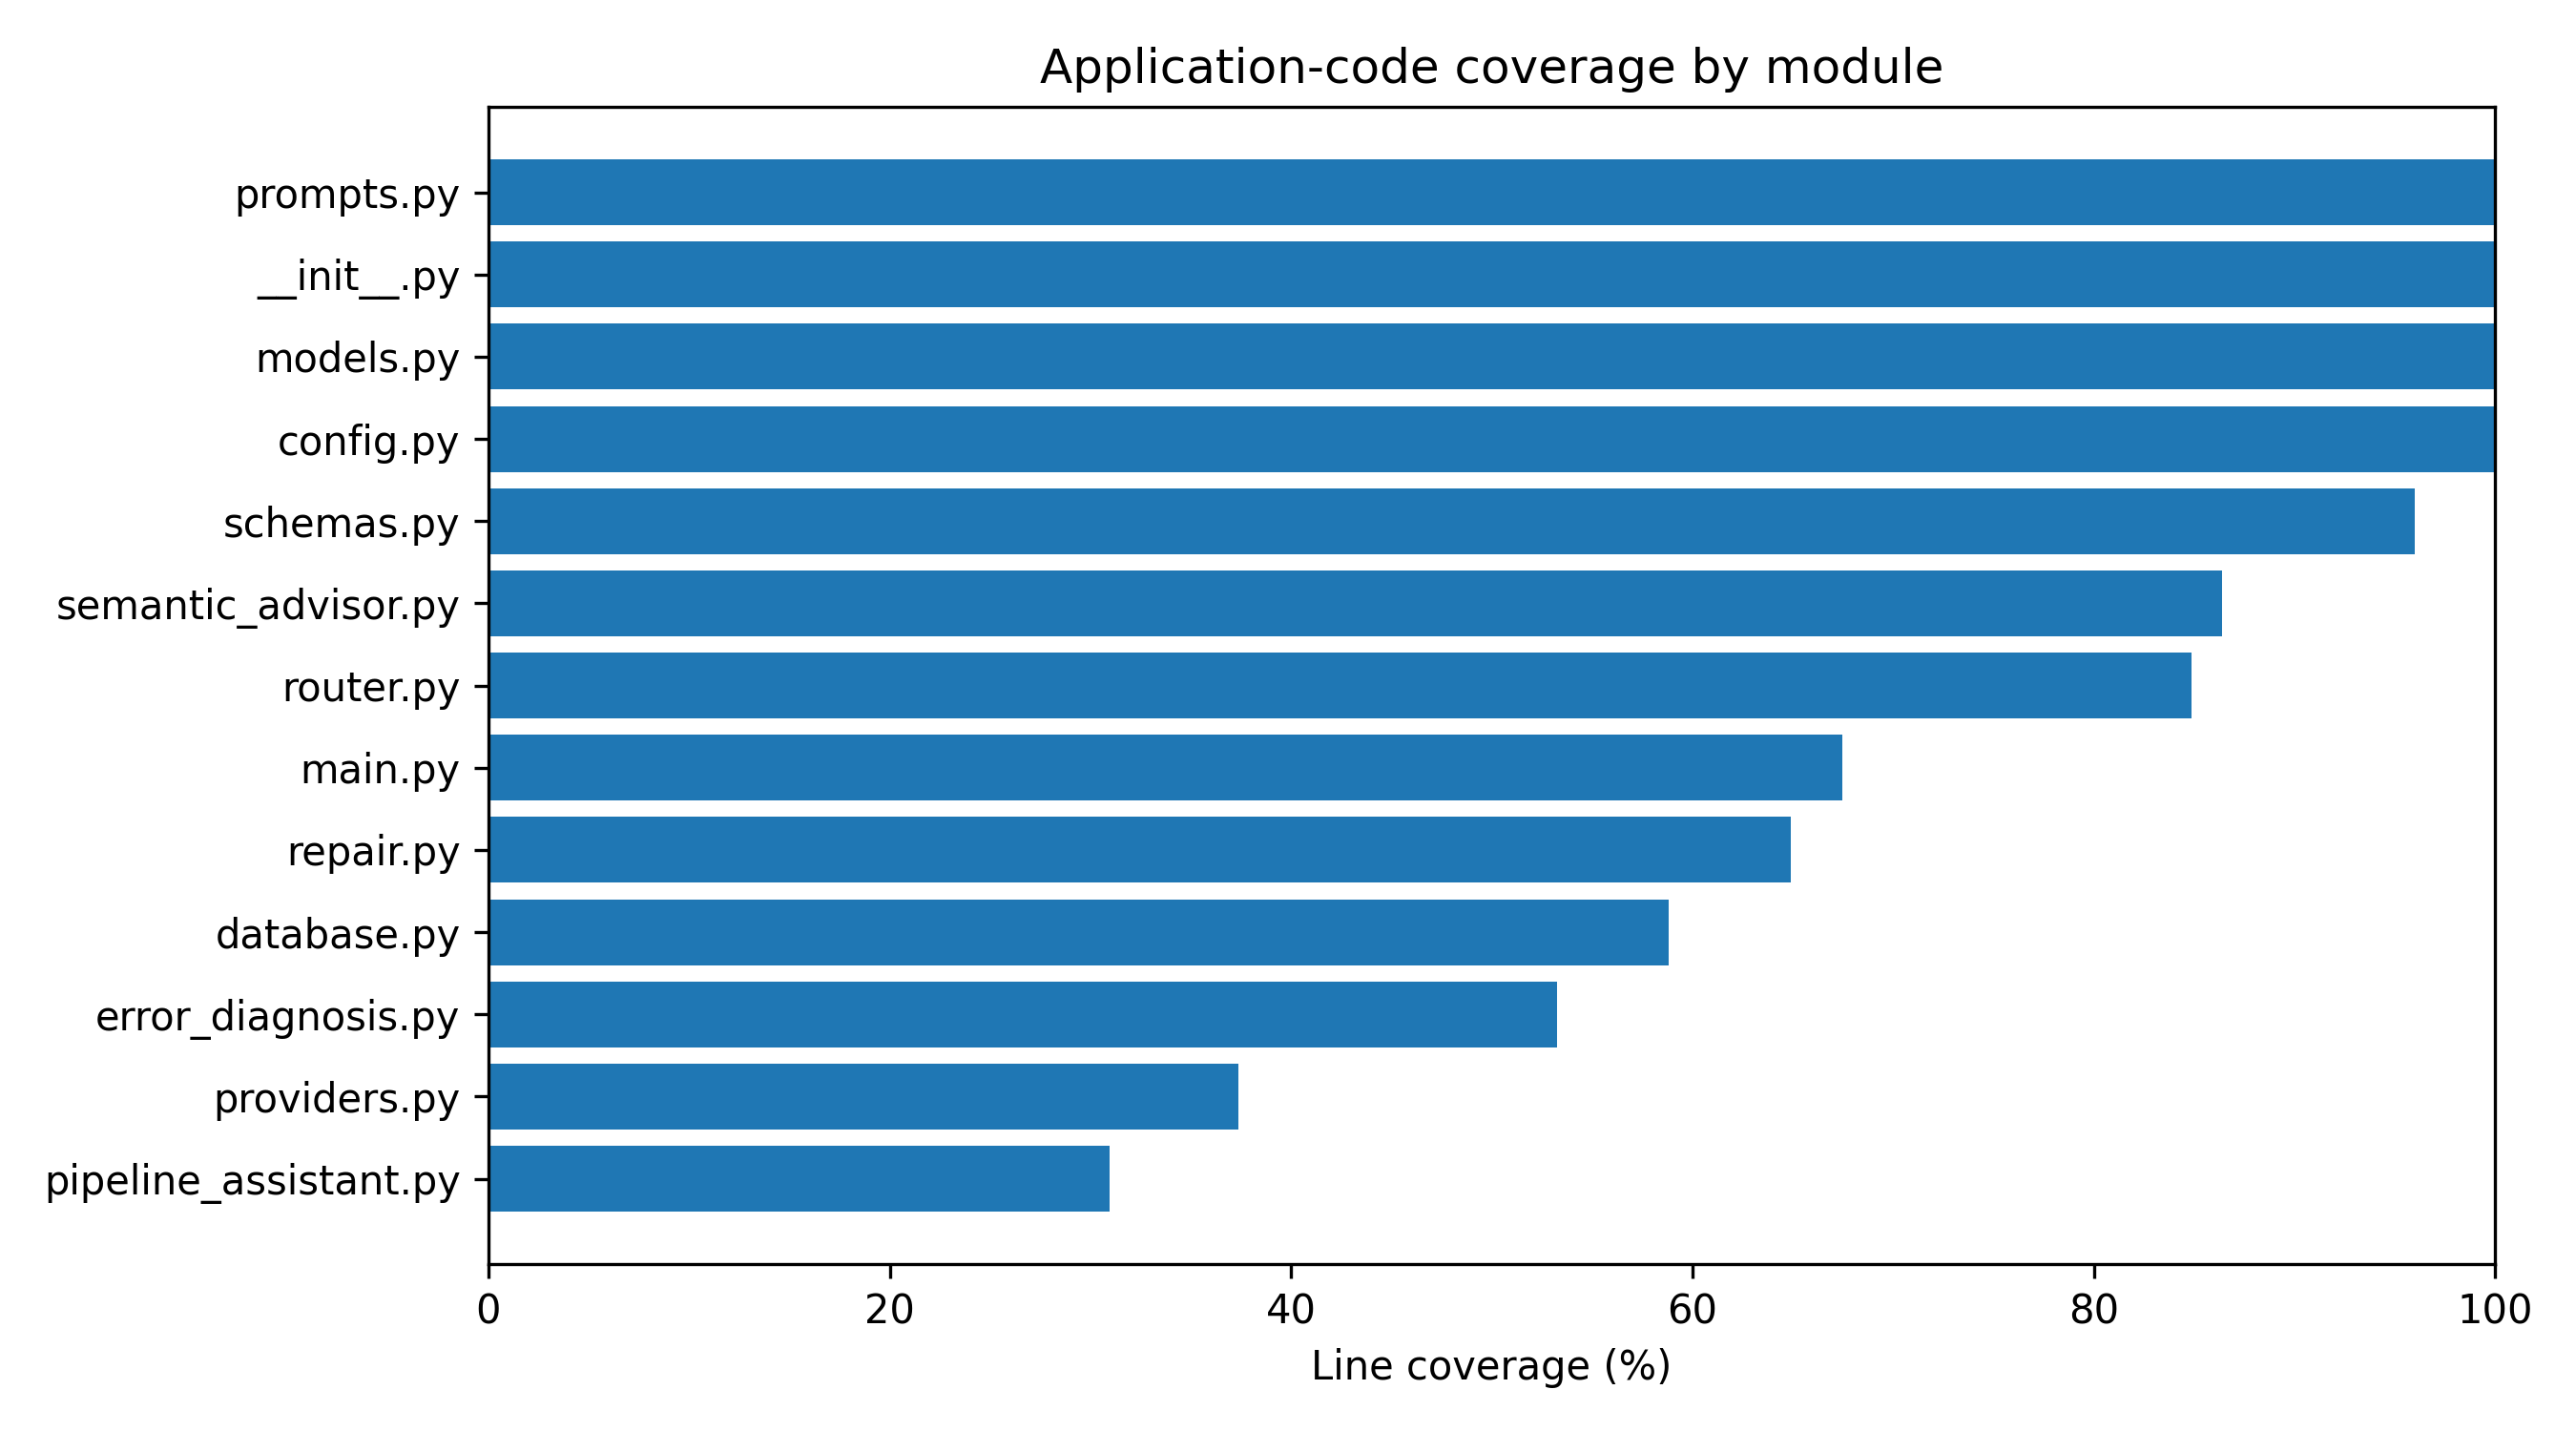 Application-code coverage by module
prompts.py
__init__.py
models.py
config.py
schemas.py
semantic_advisor.py
router.py
main.py
repair.py
database.py
error_diagnosis.py
providers.py
pipeline_assistant.py
0 20 40 60 80 100
Line coverage (%)